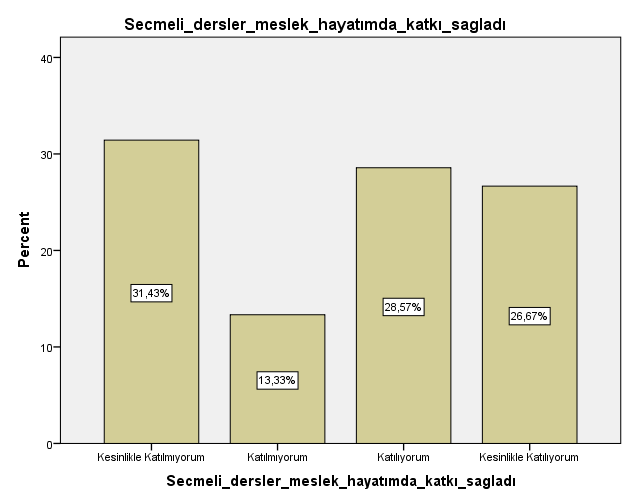 Secmeli_dersler_meslek_hayatımda_katkı_sagladı
40
30
20
10
0
Percent
31,43%
13,33%
28,57%
26,67%
Kesinlikle Katılmıyorum
Katılmıyorum
Katılıyorum
Kesinlikle Katılıyorum
Secmeli_dersler_meslek_hayatımda_katkı_sagladı